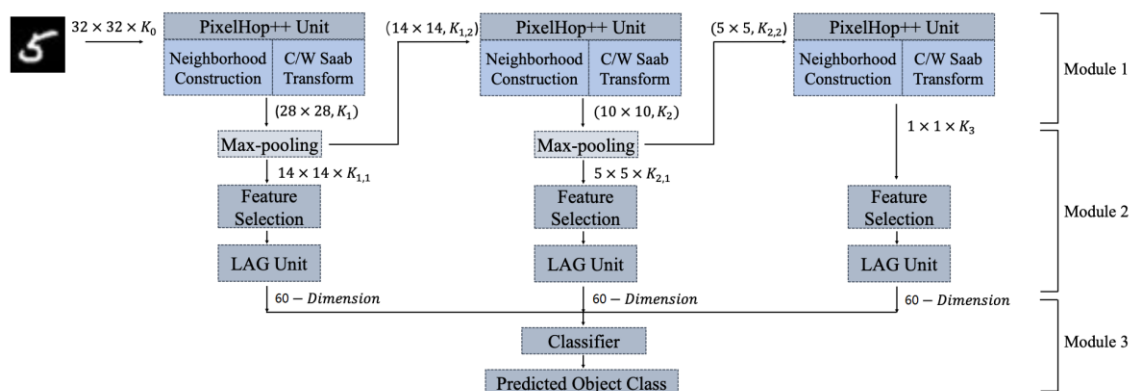 32 × 32 × K₀
PixelHop++ Unit
Neighborhood Construction
C/W Saab Transform
(14 × 14, K₁,₂)
PixelHop++ Unit
Neighborhood Construction
C/W Saab Transform
(5 × 5, K₂,₂)
PixelHop++ Unit
Neighborhood Construction
C/W Saab Transform
Module 1
(28 × 28, K₁)
(10 × 10, K₂)
1 × 1 × K₃
Max-pooling
Max-pooling
14 × 14 × K₁,₁
5 × 5 × K₂,₁
Feature Selection
Feature Selection
Feature Selection
Module 2
LAG Unit
LAG Unit
LAG Unit
60 − Dimension
60 − Dimension
60 − Dimension
Classifier
Module 3
Predicted Object Class
5